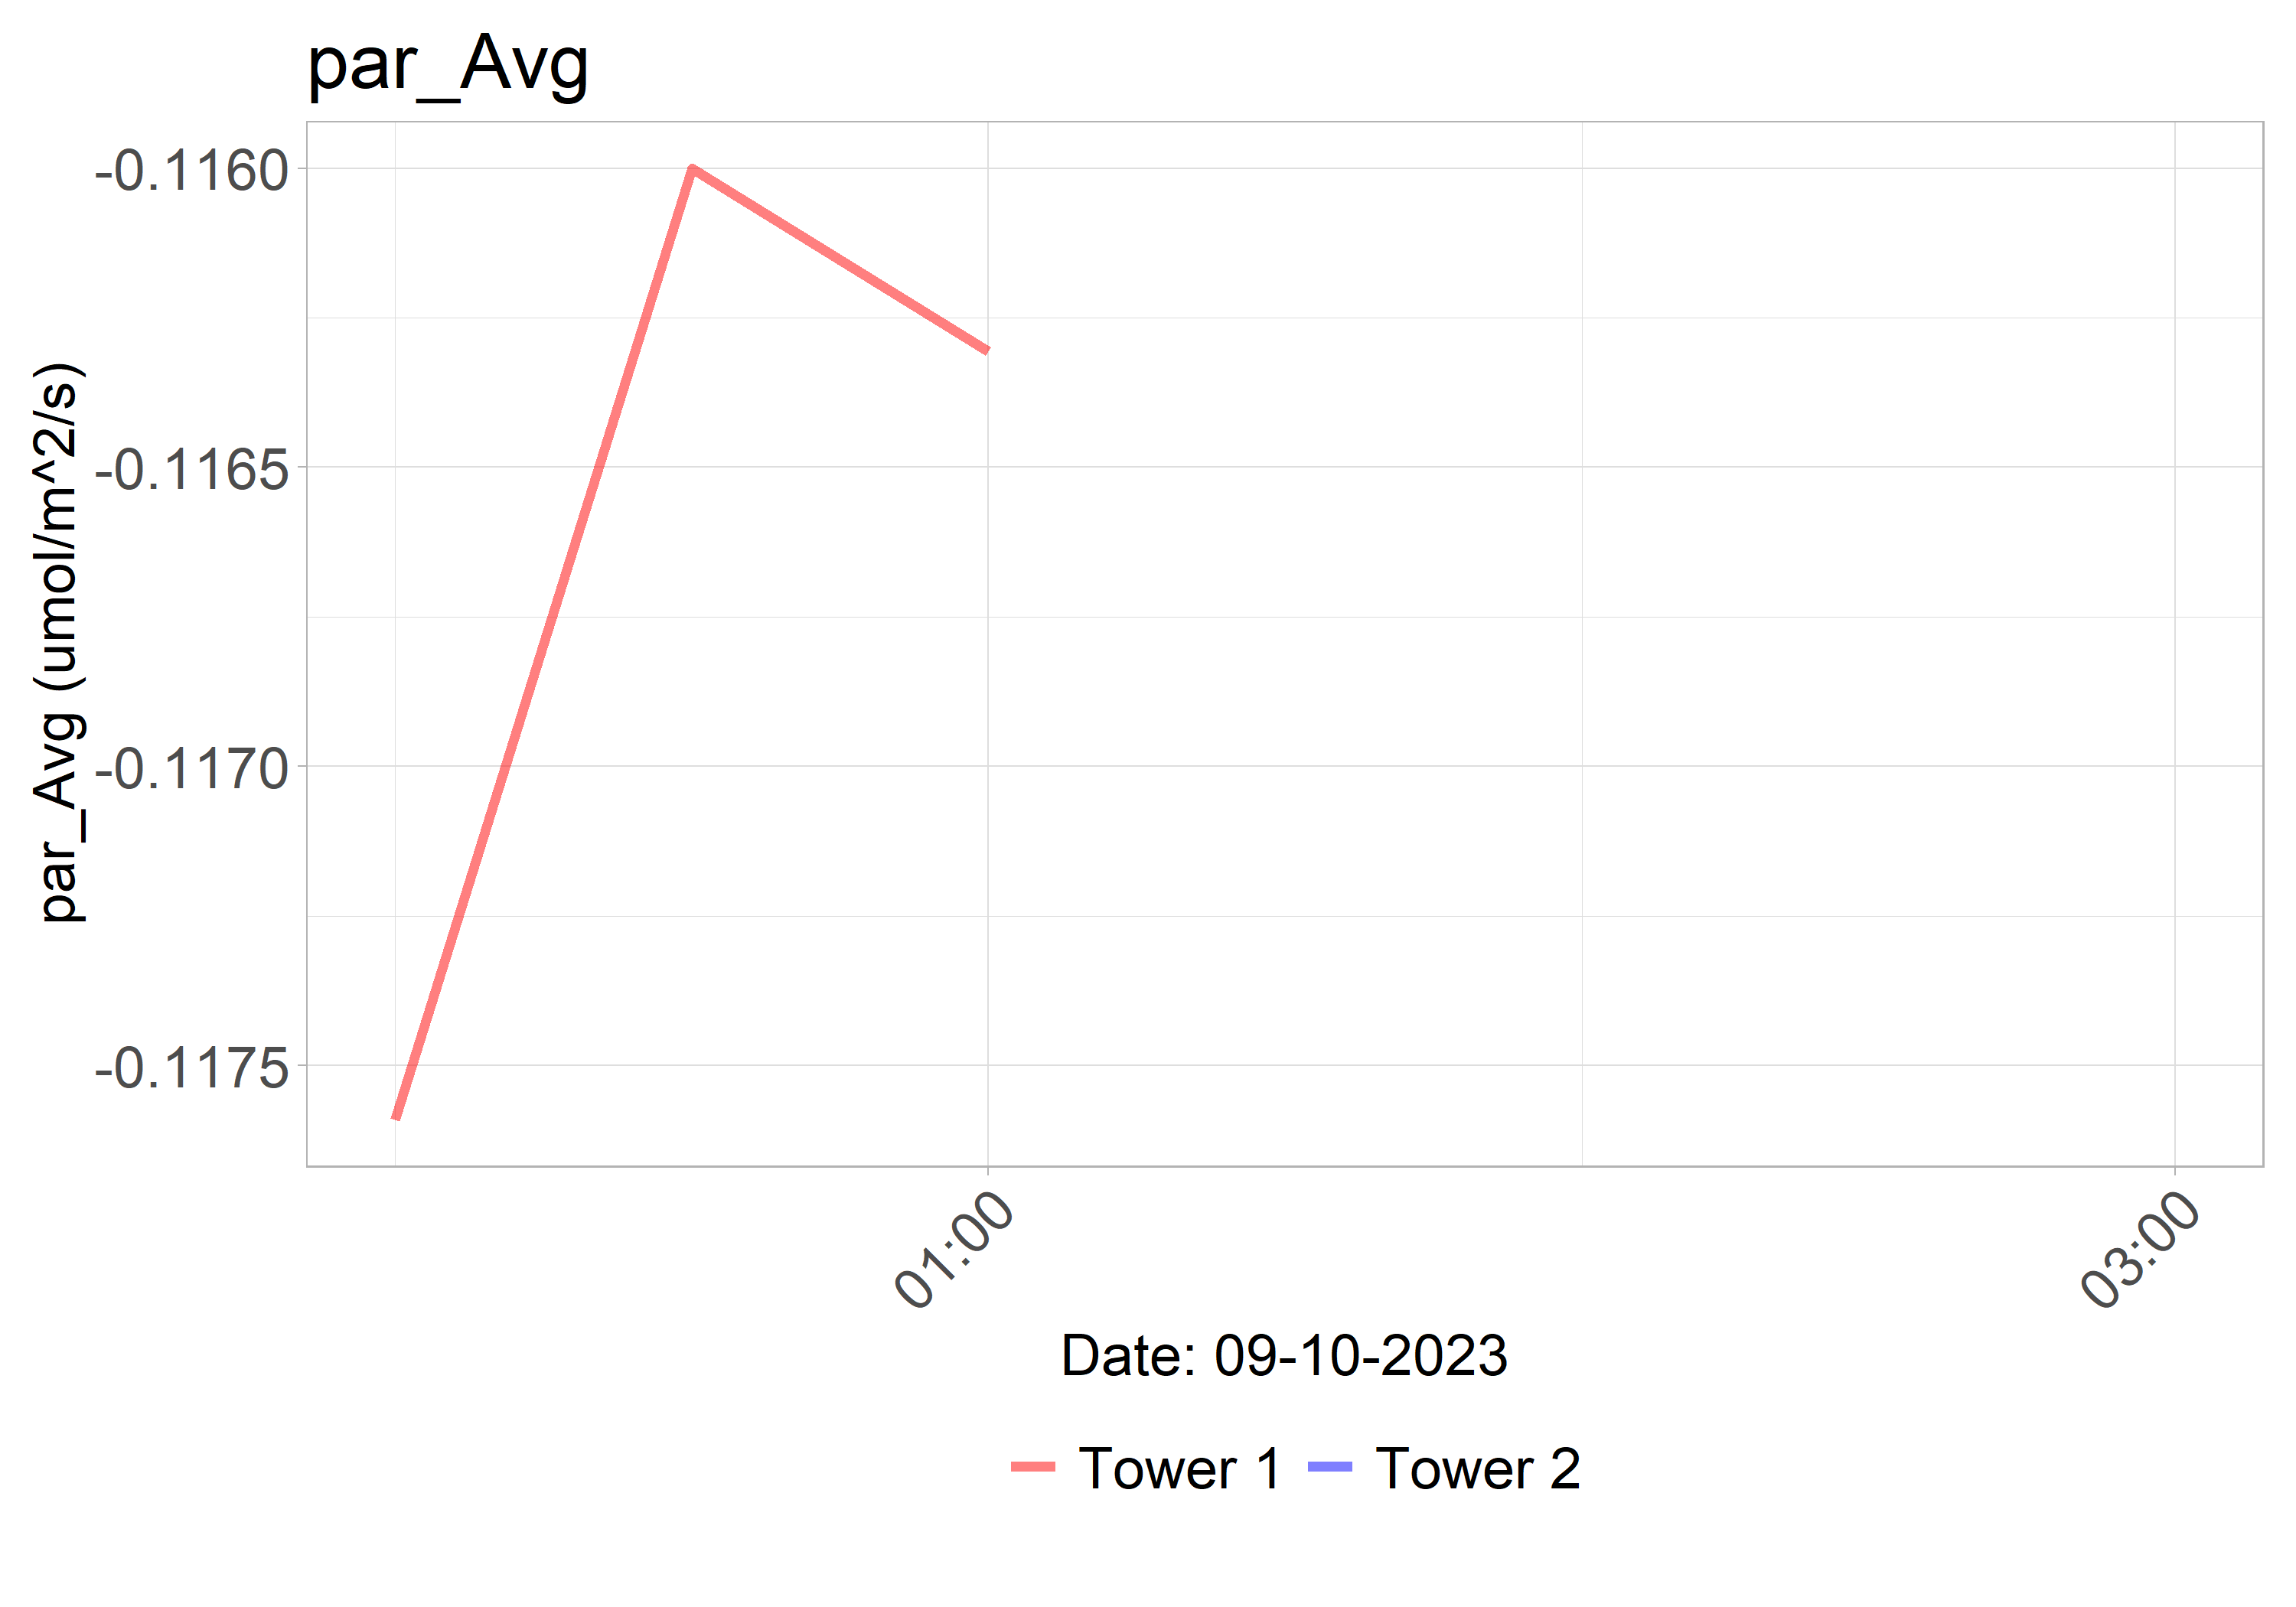 par_Avg
par_Avg (umol/m^2/s)
-0.1160
-0.1165
-0.1170
-0.1175
01:00
03:00
Date: 09-10-2023
Tower 1
Tower 2